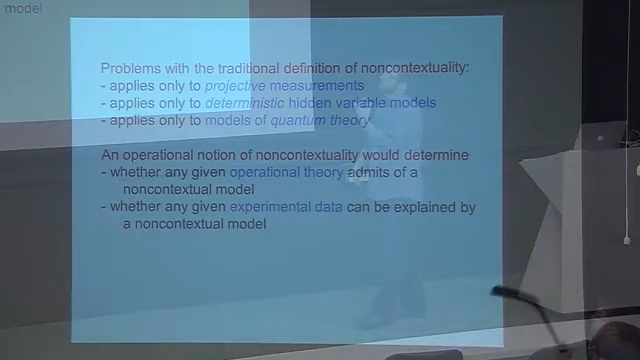 model
Problems with the traditional definition of noncontextuality:
- applies only to projective measurements
- applies only to deterministic hidden variable models
- applies only to models of quantum theory
An operational notion of noncontextuality would determine
- whether any given operational theory admits of a
noncontextual model
- whether any given experimental data can be explained by
a noncontextual model